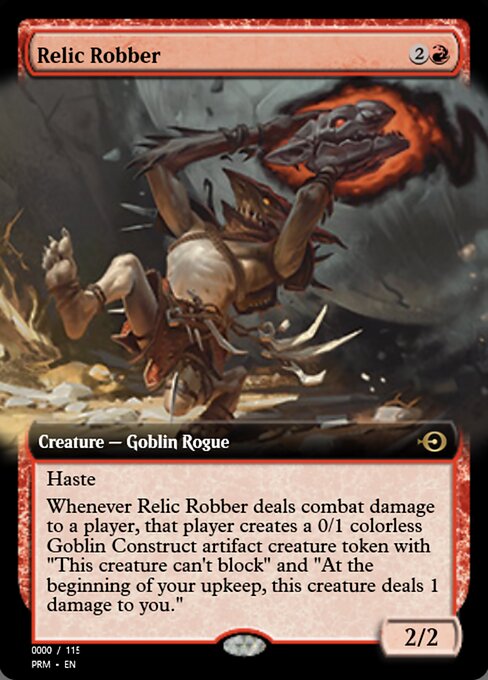 Relic Robber
2
Creature — Goblin Rogue
Haste
Whenever Relic Robber deals combat damage
to a player, that player creates a 0/1 colorless
Goblin Construct artifact creature token with
"This creature can't block" and "At the
beginning of your upkeep, this creature deals 1
damage to you."
2/2
0000 / 115
PRM • EN